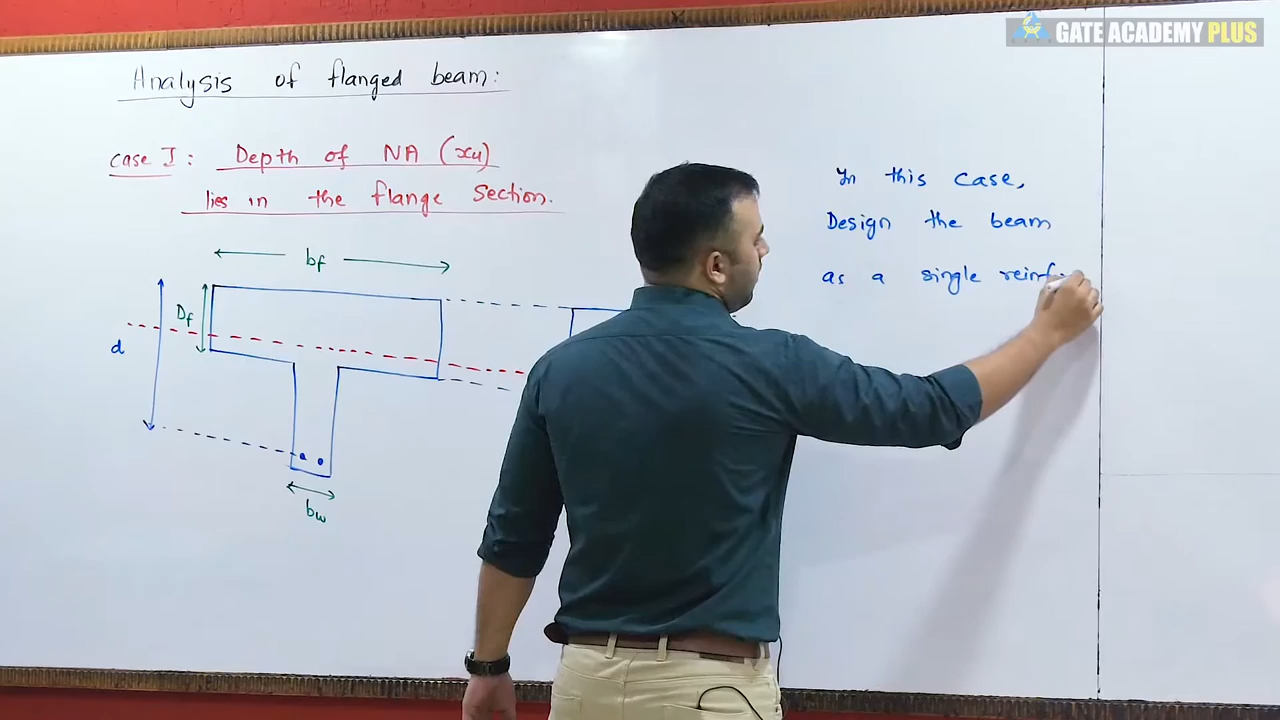 GATE ACADEMY PLUS
Analysis of flanged beam:
case I: Depth of NA (xu)
lies in the flange section.
In this case,
Design the beam
as a single reinf
bf
Df
d
bw